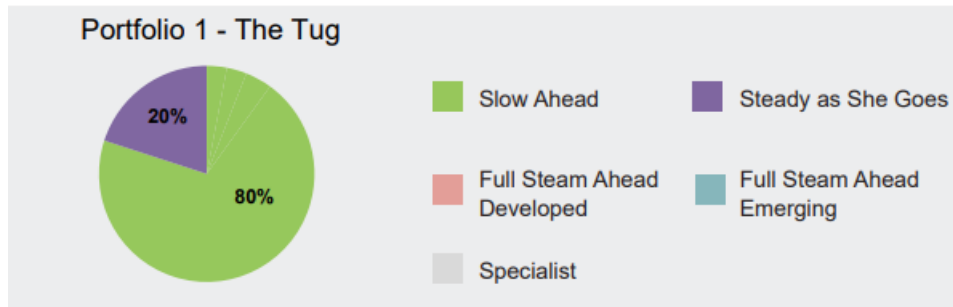 Portfolio 1 - The Tug
20%
80%
Slow Ahead
Steady as She Goes
Full Steam Ahead
Developed
Full Steam Ahead
Emerging
Specialist